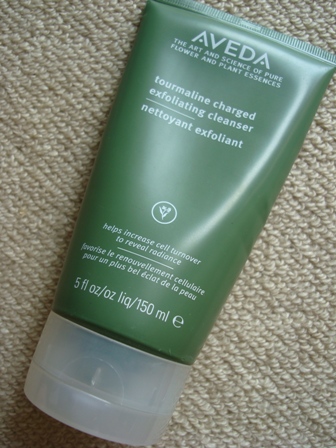 AVEDA
THE ART AND SCIENCE OF PURE
FLOWER AND PLANT ESSENCES
tourmaline charged
exfoliating cleanser
nettoyant exfoliant
helps increase cell turnover
to reveal radiance
favorise le renouvellement cellulaire
pour un plus bel éclat de la peau
5 fl oz/oz liq/150 ml ℮